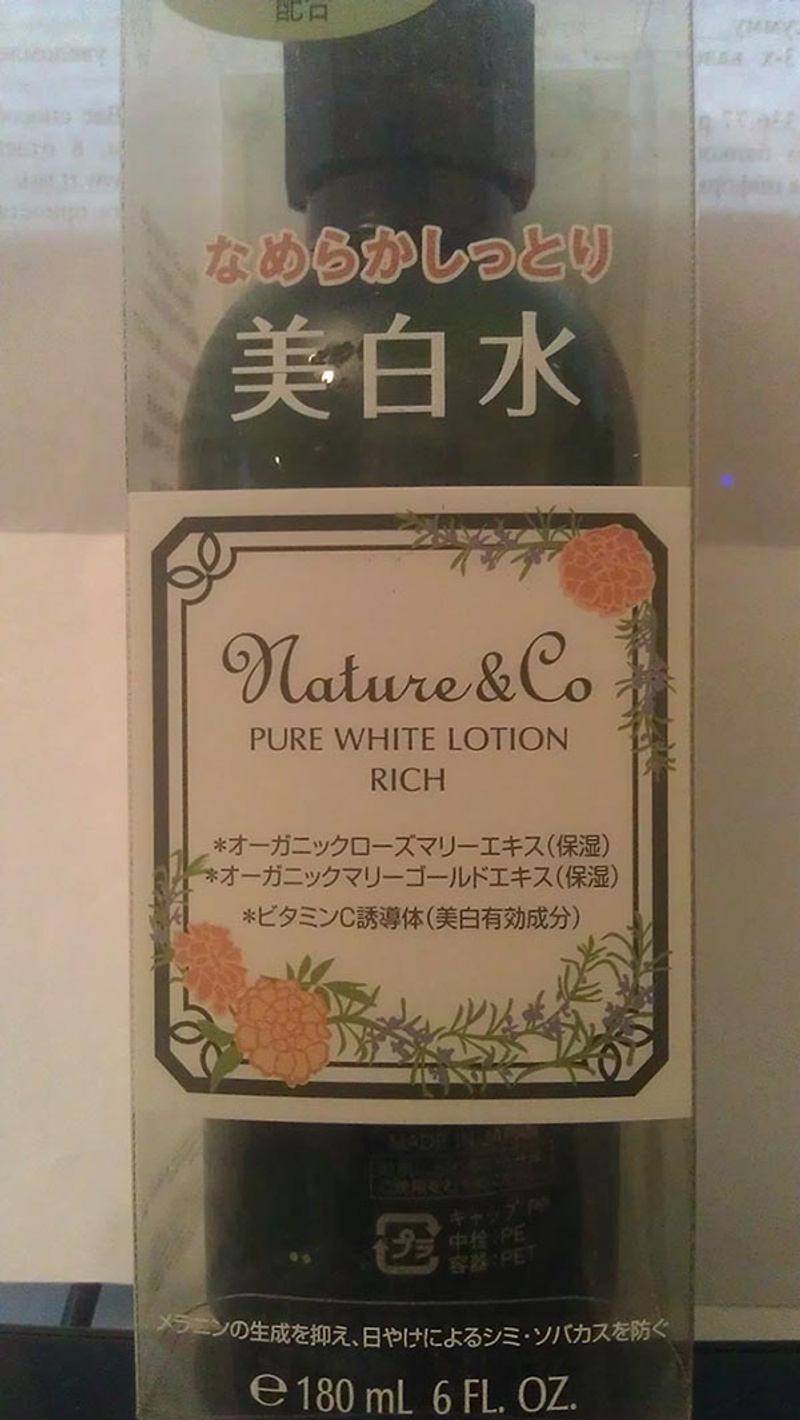 配合
なめらかしっとり
美白水
Nature&Co
PURE WHITE LOTION
RICH
*オーガニックローズマリーエキス(保湿)
*オーガニックマリーゴールドエキス(保湿)
*ビタミンC誘導体(美白有効成分)
MADE IN JAPAN
プラ
キャップ:PP
中栓:PE
容器:PET
メラニンの生成を抑え、日やけによるシミ・ソバカスを防ぐ
℮180 mL 6 FL. OZ.